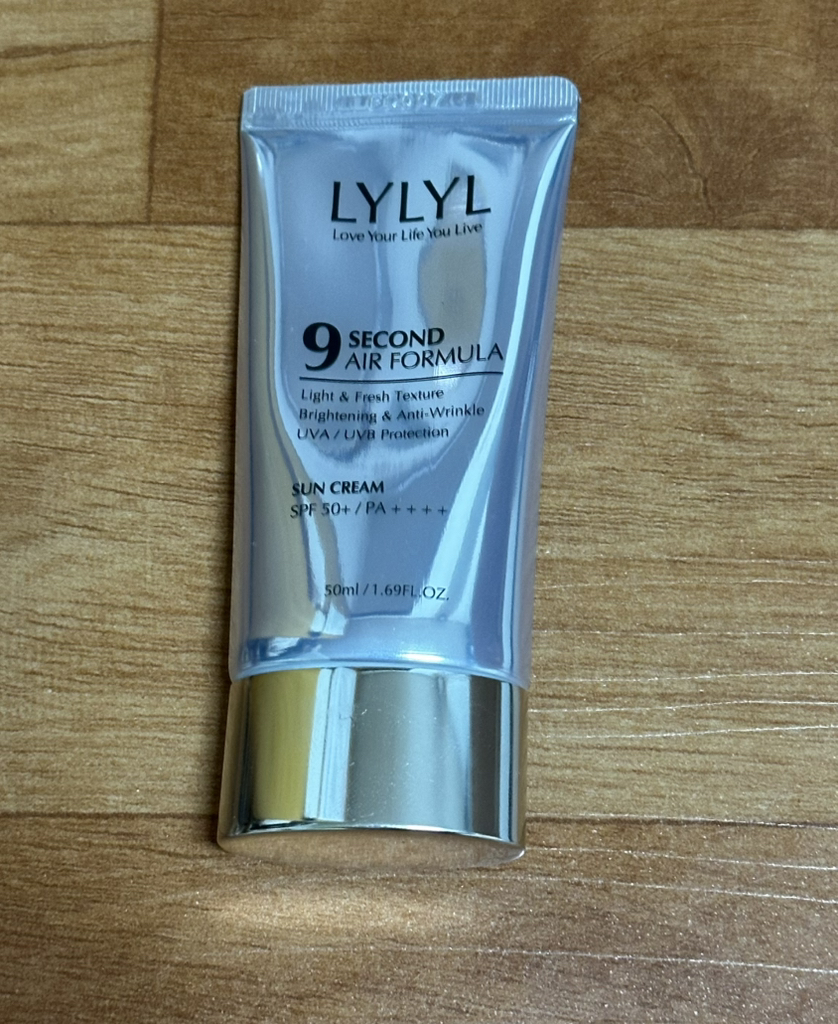 LYLYL
Love Your Life You Live
9 SECOND
AIR FORMULA
Light & Fresh Texture
Brightening & Anti-Wrinkle
UVA / UVB Protection
SUN CREAM
SPF 50+ / PA + + + +
50ml / 1.69FL.OZ.